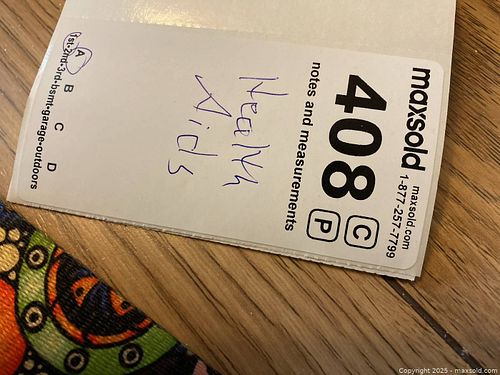 maxsold
maxsold.com
1-877-257-7799
408
C
P
notes and measurements
Health
Aids
A B C D
1st•2nd•3rd•bsmt•garage•outdoors
Copyright 2025 - maxsold.com